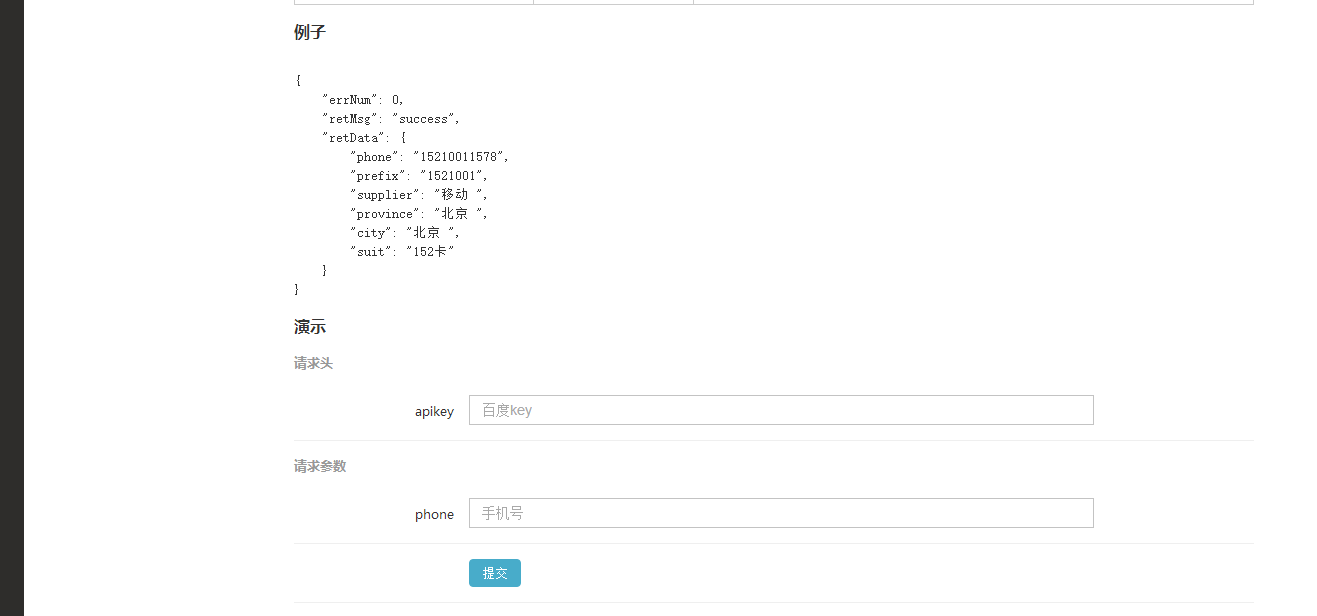 例子
{
"errNum": 0,
"retMsg": "success",
"retData": {
"phone": "15210011578",
"prefix": "1521001",
"supplier": "移动 ",
"province": "北京 ",
"city": "北京 ",
"suit": "152卡"
}
}
演示
请求头
apikey 百度key
请求参数
phone 手机号
提交